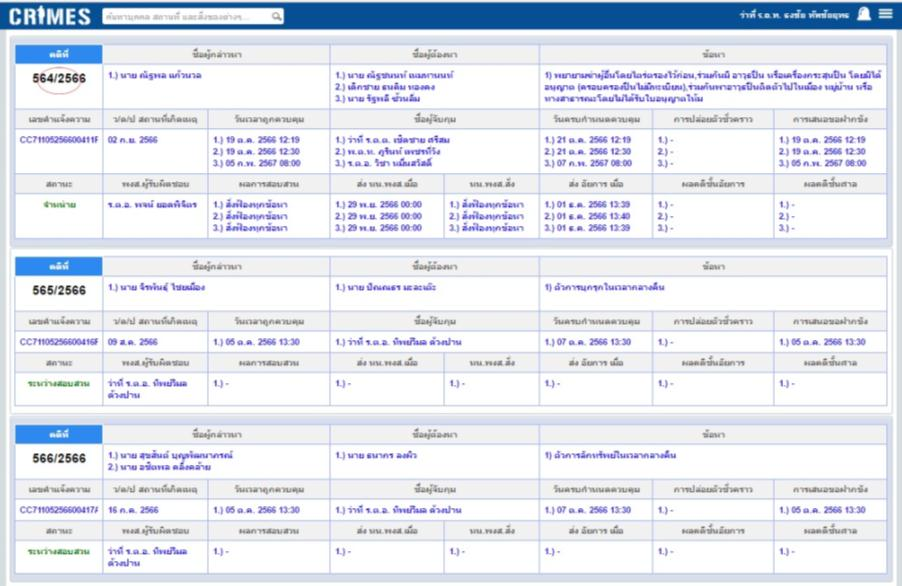 CRIMES ค้นหาบุคคล สถานที่ และสิ่งของต่างๆ...
คดีที่ ชื่อผู้กล่าวหา ชื่อผู้ต้องหา ข้อหา
564/2566 1.) นาย ณัฐพล แก้วนวล 1.) นาย ณัฐชนนท์
2.) เด็กชาย ธนดิม ทองคง
3.) นาย รัฐพลี
1) พยายามฆ่าผู้อื่นโดยไตร่ตรองไว้ก่อน,ร่วมกันมี อาวุธปืน หรือเครื่องกระสุนปืน โดยมิได้
อนุญาต (ครอบครองปืนไม่มีทะเบียน),ร่วมกันพาอาวุธปืนติดตัวไปในเมือง หมู่บ้าน หรือ
ทางสาธารณะโดยไม่ได้รับใบอนุญาตให้มี
เลขคำแจ้งความ ว/ด/ป สถานที่เกิดเหตุ วันเวลาถูกควบคุม ชื่อผู้จับกุม วันครบกำหนดควบคุม การปล่อยตัวชั่วคราว การเสนอขอฝากขัง
CC71105256600411F 02 ก.ย. 2566 1.) 19 ต.ค. 2566 12:19 1.) ว่าที่ ร.ต.ต. เชิดชาย ศรีสม 1.) 21 ต.ค. 2566 12:19 1.) - 1.) 19 ต.ค. 2566 12:19
2.) 19 ต.ค. 2566 12:30 2.) พ.ต.ท. ภูรินท์ เพชรทีวัง 2.) 21 ต.ค. 2566 12:30 2.) - 2.) 19 ต.ค. 2566 12:30
3.) 05 ก.พ. 2567 08:00 3.) ร.ต.อ. วิชา หมื่นสวัสดิ์ 3.) 07 ก.พ. 2567 08:00 3.) - 3.) 05 ก.พ. 2567 08:00
สถานะ พงส.ผู้รับผิดชอบ ผลการสอบสวน ส่ง หน.พงส.เมื่อ หน.พงส.สั่ง ส่ง อัยการ เมื่อ ผลคดีชั้นอัยการ ผลคดีชั้นศาล
จำหน่าย ร.ต.อ. พจน์ ยอดพิจิตร 1.) สั่งฟ้องทุกข้อหา 1.) 29 พ.ย. 2566 00:00 1.) สั่งฟ้องทุกข้อหา 1.) 01 ธ.ค. 2566 13:39 1.) - 1.) -
2.) สั่งฟ้องทุกข้อหา 2.) 29 พ.ย. 2566 00:00 2.) สั่งฟ้องทุกข้อหา 2.) 01 ธ.ค. 2566 13:40 2.) - 2.) -
3.) สั่งฟ้องทุกข้อหา 3.) 29 พ.ย. 2566 00:00 3.) สั่งฟ้องทุกข้อหา 3.) 01 ธ.ค. 2566 13:39 3.) - 3.) -
คดีที่ ชื่อผู้กล่าวหา ชื่อผู้ต้องหา ข้อหา
565/2566 1.) นาย จิรพันธุ์ ไชยเมือง 1.) นาย ปัณณธร มะละเต๊ะ 1) ตัวการบุกรุกในเวลากลางคืน
เลขคำแจ้งความ ว/ด/ป สถานที่เกิดเหตุ วันเวลาถูกควบคุม ชื่อผู้จับกุม วันครบกำหนดควบคุม การปล่อยตัวชั่วคราว การเสนอขอฝากขัง
CC71105256600416F 09 ส.ค. 2566 1.) 05 ต.ค. 2566 13:30 1.) ว่าที่ ร.ต.อ. ทิพย์วิมล ด้วงปาน 1.) 07 ต.ค. 2566 13:30 1.) - 1.) 05 ต.ค. 2566 13:30
สถานะ พงส.ผู้รับผิดชอบ ผลการสอบสวน ส่ง หน.พงส.เมื่อ หน.พงส.สั่ง ส่ง อัยการ เมื่อ ผลคดีชั้นอัยการ ผลคดีชั้นศาล
ระหว่างสอบสวน ว่าที่ ร.ต.อ. ทิพย์วิมล 1.) - 1.) - 1.) - 1.) - 1.) - 1.) -
ด้วงปาน
คดีที่ ชื่อผู้กล่าวหา ชื่อผู้ต้องหา ข้อหา
566/2566 1.) นาย สุขสันต์ บุญพัฒนาภรณ์ 1.) นาย ธนากร องคิว 1) ตัวการลักทรัพย์ในเวลากลางคืน
2.) นาย อชิตพล คลิ้งคล้าย
เลขคำแจ้งความ ว/ด/ป สถานที่เกิดเหตุ วันเวลาถูกควบคุม ชื่อผู้จับกุม วันครบกำหนดควบคุม การปล่อยตัวชั่วคราว การเสนอขอฝากขัง
CC71105256600417F 16 ก.ค. 2566 1.) 05 ต.ค. 2566 13:30 1.) ว่าที่ ร.ต.อ. ทิพย์วิมล ด้วงปาน 1.) 07 ต.ค. 2566 13:30 1.) - 1.) 05 ต.ค. 2566 13:30
สถานะ พงส.ผู้รับผิดชอบ ผลการสอบสวน ส่ง หน.พงส.เมื่อ หน.พงส.สั่ง ส่ง อัยการ เมื่อ ผลคดีชั้นอัยการ ผลคดีชั้นศาล
ระหว่างสอบสวน ว่าที่ ร.ต.อ. ทิพย์วิมล 1.) - 1.) - 1.) - 1.) - 1.) - 1.) -
ด้วงปาน